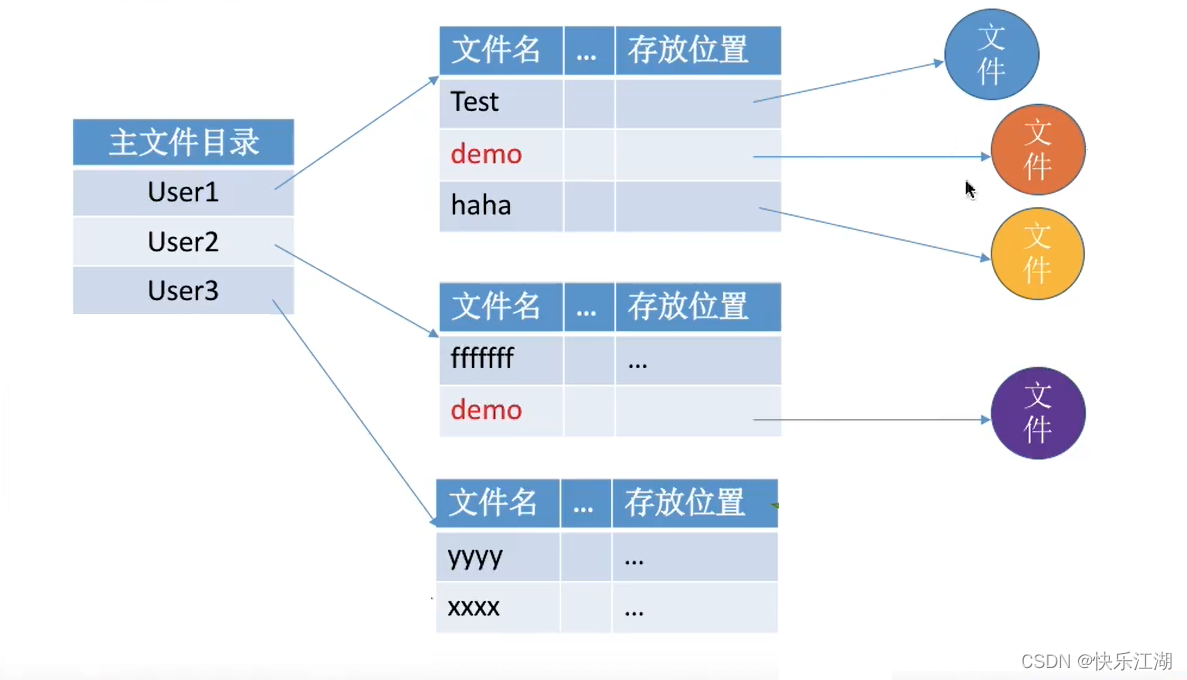 主文件目录
User1
User2
User3
文件名 ... 存放位置
Test
demo
haha
文件名 ... 存放位置
fffffff ...
demo
文件名 ... 存放位置
yyyy ...
xxxx ...
文
件
文
件
文
件
文
件
CSDN @快乐江湖